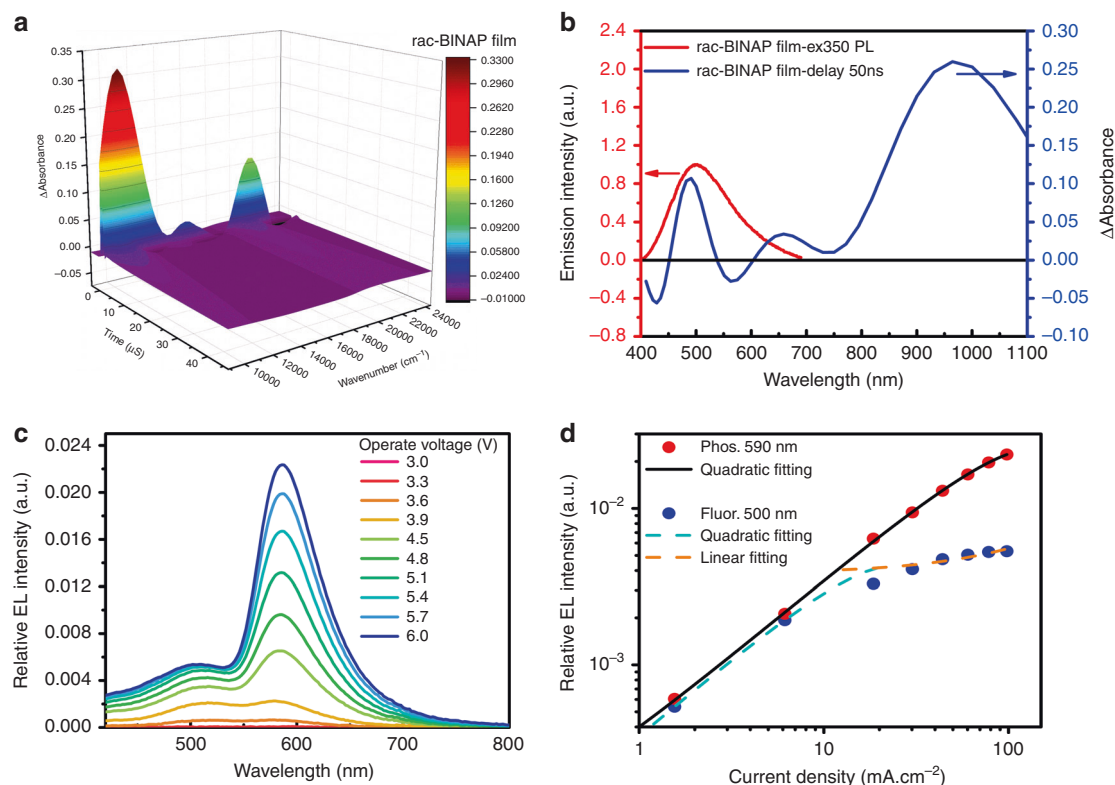 a
rac-BINAP film
0.35
0.30
0.25
0.20
0.15
0.10
0.05
0.00
−0.05
ΔAbsorbance
0.3300
0.2960
0.2620
0.2280
0.1940
0.1600
0.1260
0.09200
0.05800
0.02400
−0.01000
0
10
20
30
40
Time (µS)
10000
12000
14000
16000
18000
20000
22000
24000
Wavenumber (cm⁻¹)
b
rac-BINAP film-ex350 PL
rac-BINAP film-delay 50ns
2.4
2.0
1.6
1.2
0.8
0.4
0.0
−0.4
−0.8
Emission intensity (a.u.)
0.30
0.25
0.20
0.15
0.10
0.05
0.00
−0.05
−0.10
ΔAbsorbance
400 500 600 700 800 900 1000 1100
Wavelength (nm)
c
Operate voltage (V)
3.0
3.3
3.6
3.9
4.5
4.8
5.1
5.4
5.7
6.0
0.024
0.020
0.016
0.012
0.008
0.004
0.000
Relative EL intensity (a.u.)
500 600 700 800
Wavelength (nm)
d
Phos. 590 nm
Quadratic fitting
Fluor. 500 nm
Quadratic fitting
Linear fitting
10⁻²
10⁻³
Relative EL intensity (a.u.)
1 10 100
Current density (mA.cm⁻²)